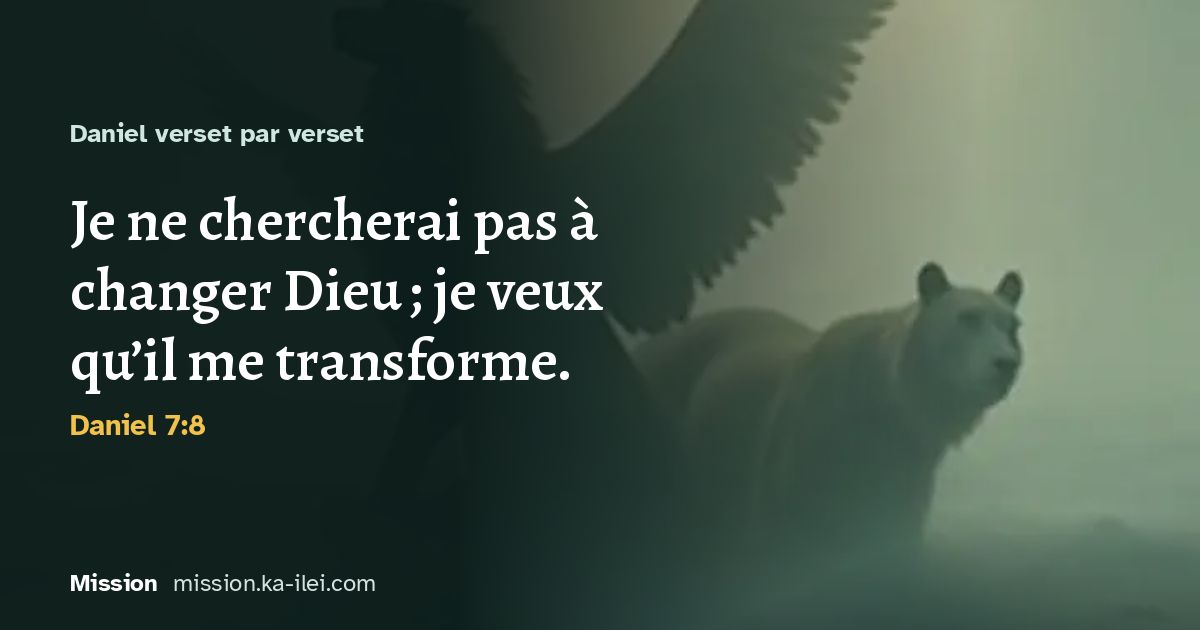 Daniel verset par verset
Je ne chercherai pas à
changer Dieu ; je veux
qu’il me transforme.
Daniel 7:8
Mission mission.ka-ilei.com